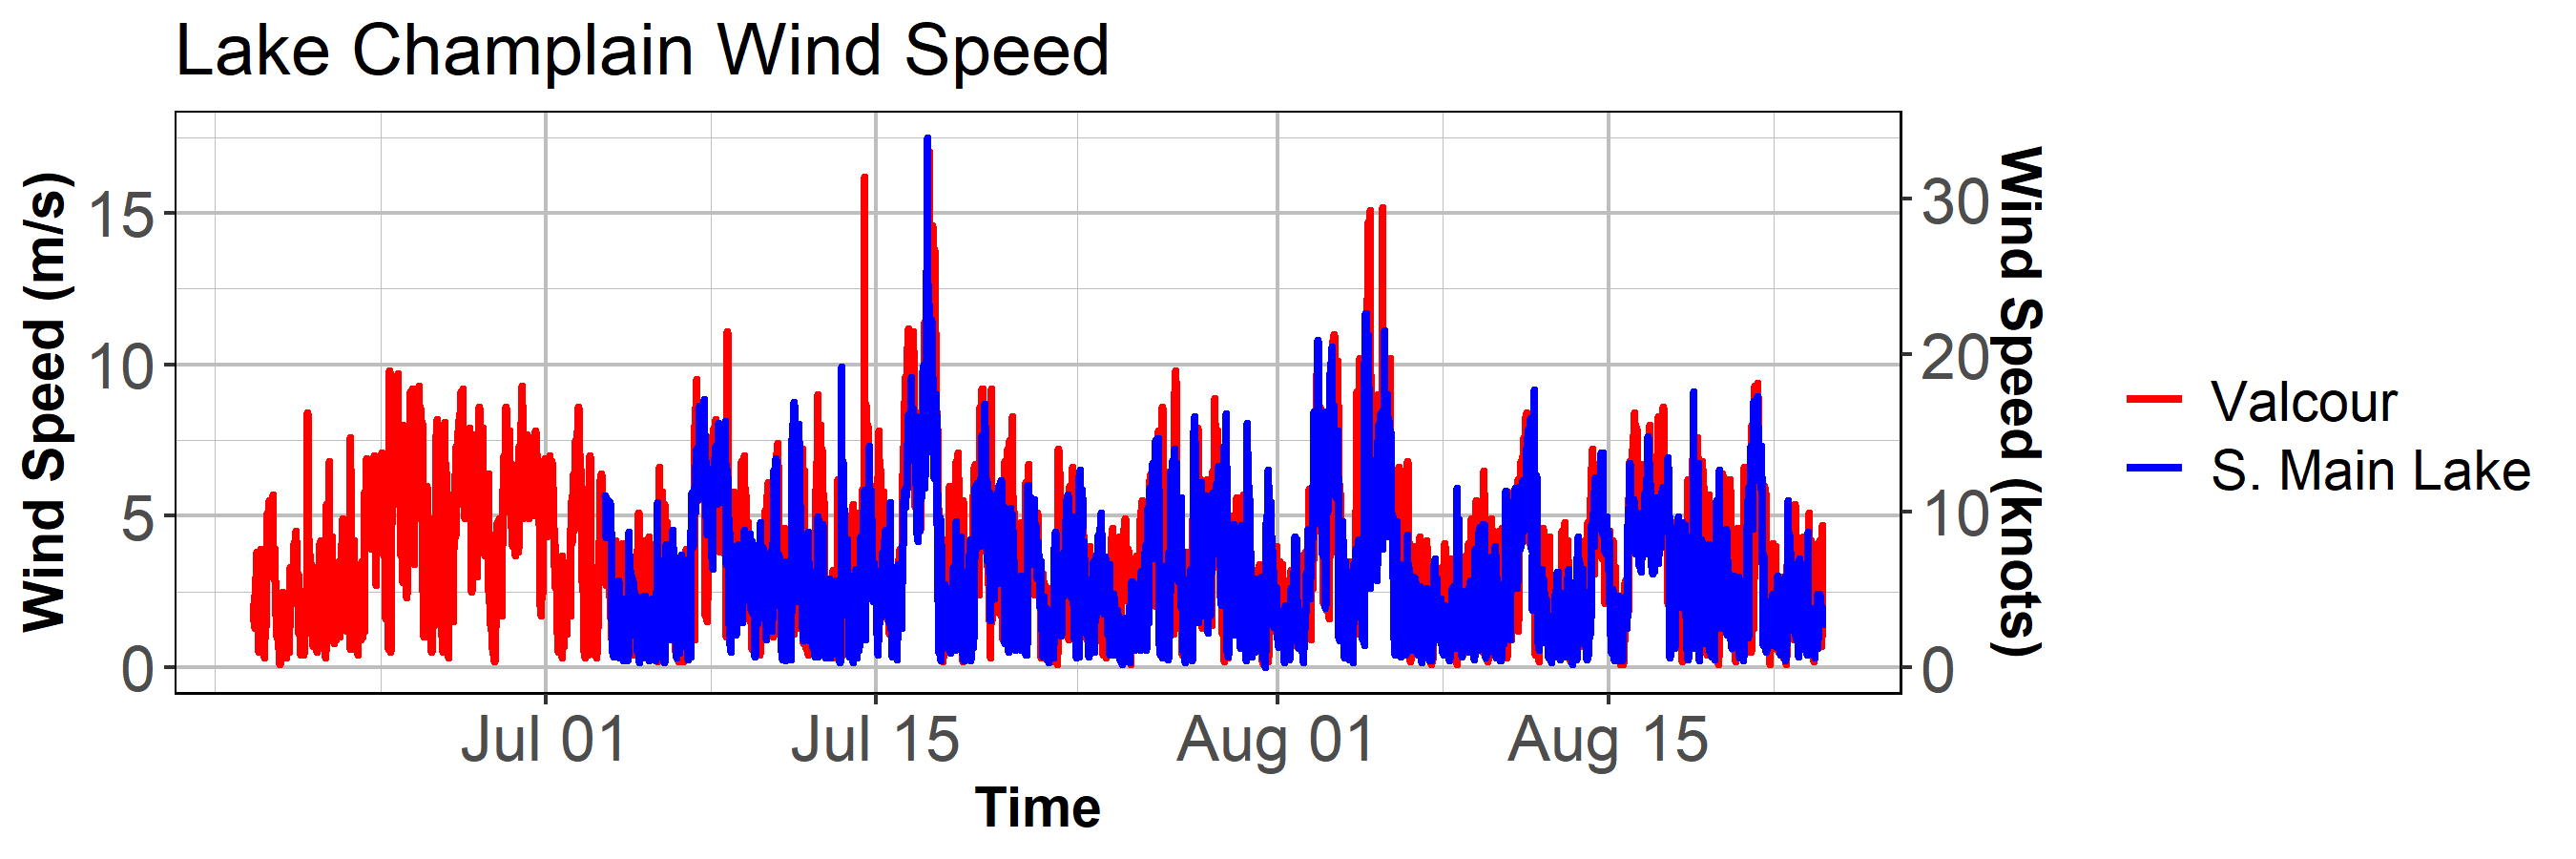 Lake Champlain Wind Speed
Wind Speed (m/s)
15
10
5
0
30
20
10
0
Wind Speed (knots)
Jul 01
Jul 15
Aug 01
Aug 15
Time
Valcour
S. Main Lake